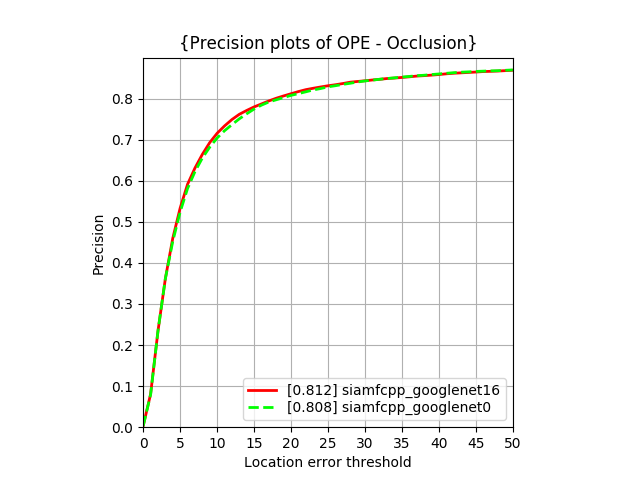 {Precision plots of OPE - Occlusion}
Precision
0.8
0.7
0.6
0.5
0.4
0.3
0.2
0.1
0.0
[0.812] siamfcpp_googlenet16
[0.808] siamfcpp_googlenet0
0 5 10 15 20 25 30 35 40 45 50
Location error threshold